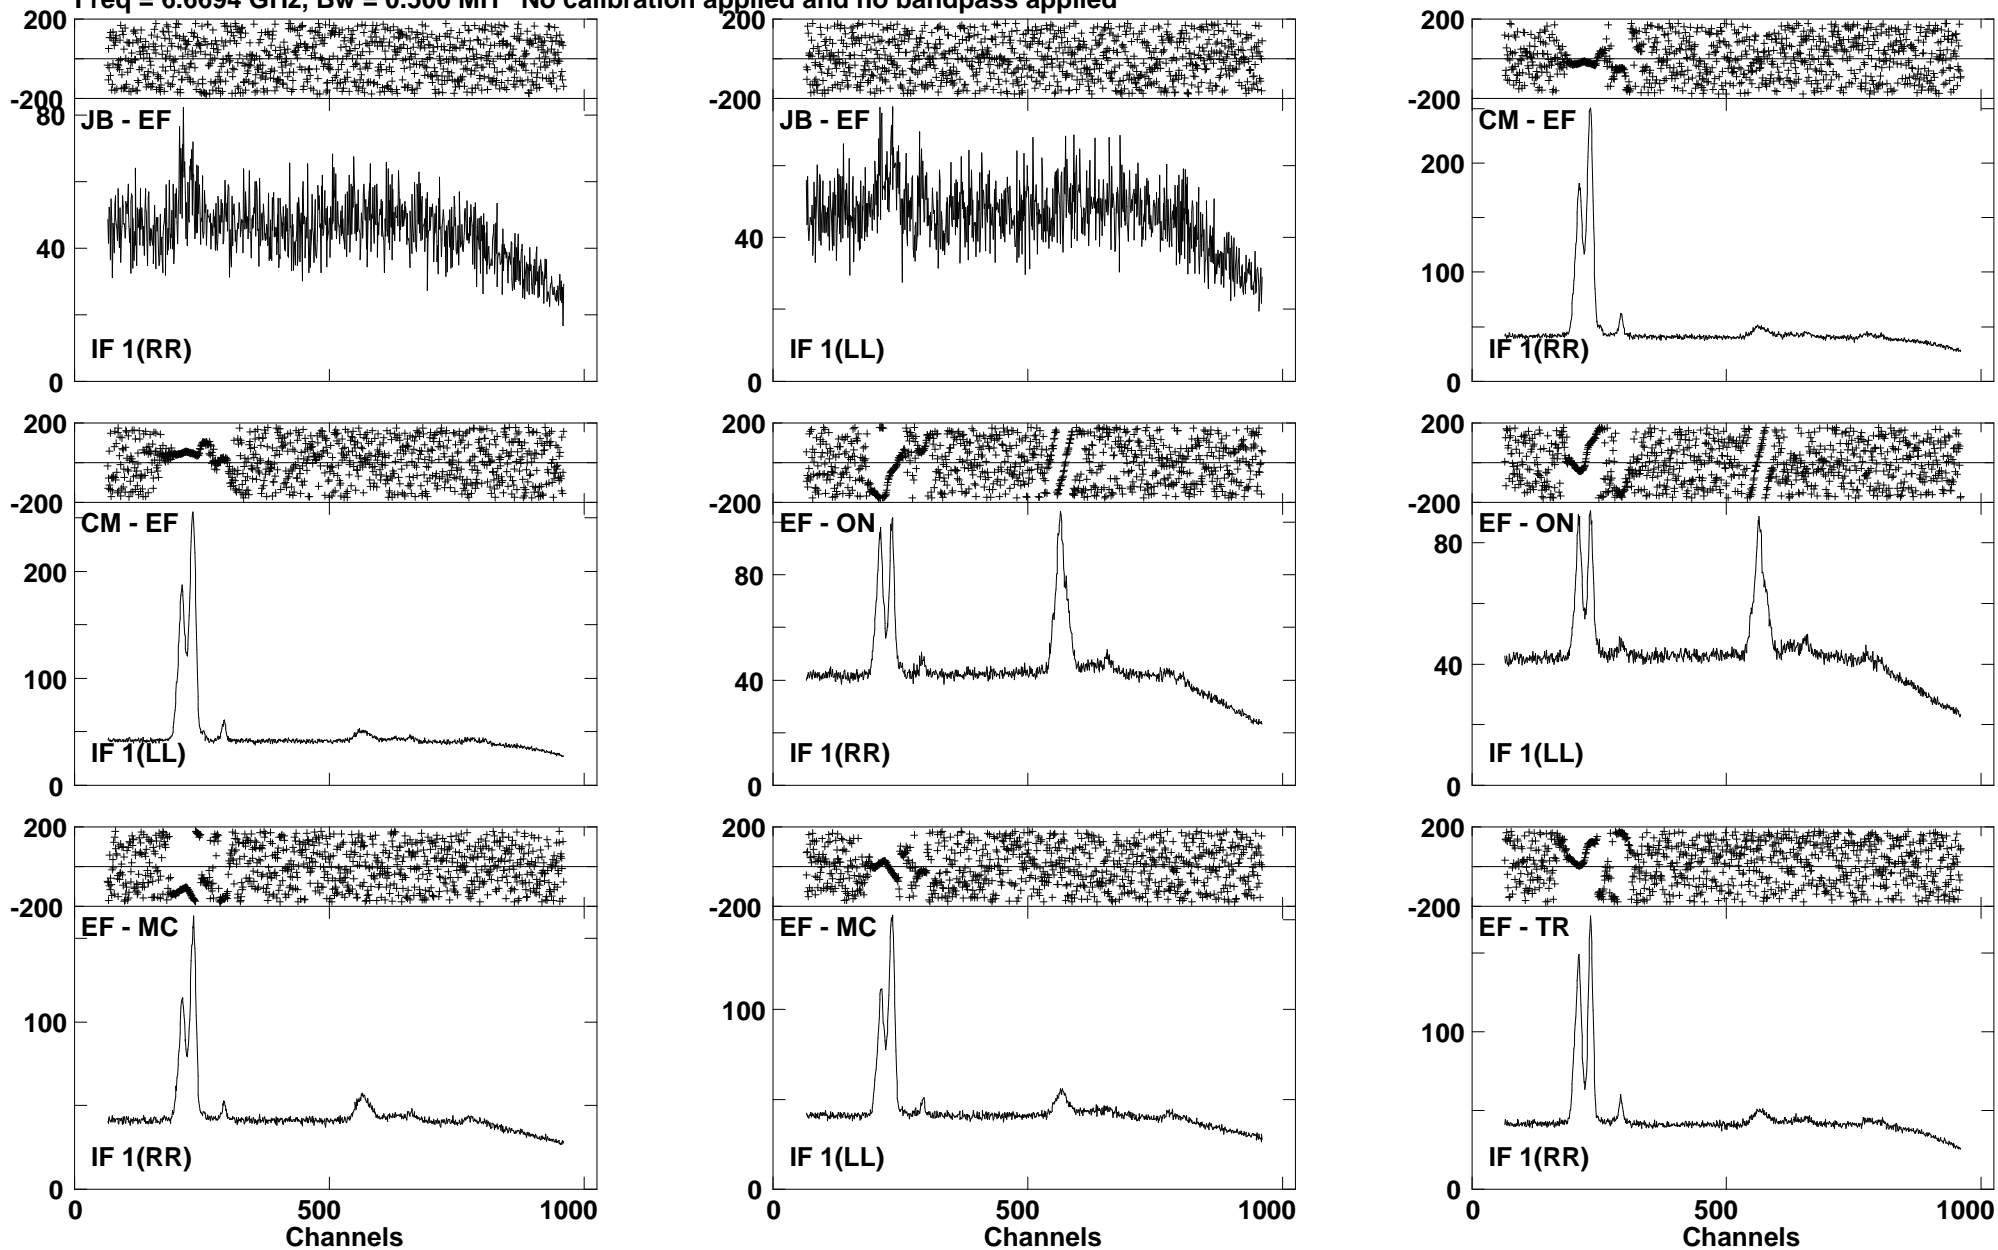 Freq = 6.6694 GHz, Bw = 0.500 MH No calibration applied and no bandpass applied
200 200 200
-200 -200 -200
80
JB - EF JB - EF CM - EF
200
40 40
100
IF 1(RR) IF 1(LL) IF 1(RR)
0 0 0
200 200 200
-200 -200 -200
CM - EF EF - ON EF - ON
200 80 80
100 40 40
IF 1(LL) IF 1(RR) IF 1(LL)
0 0 0
200 200 200
-200 -200 -200
EF - MC EF - MC EF - TR
100 100 100
IF 1(RR) IF 1(LL) IF 1(RR)
0 0 0
0 500 1000 0 500 1000 0 500 1000
Channels Channels Channels